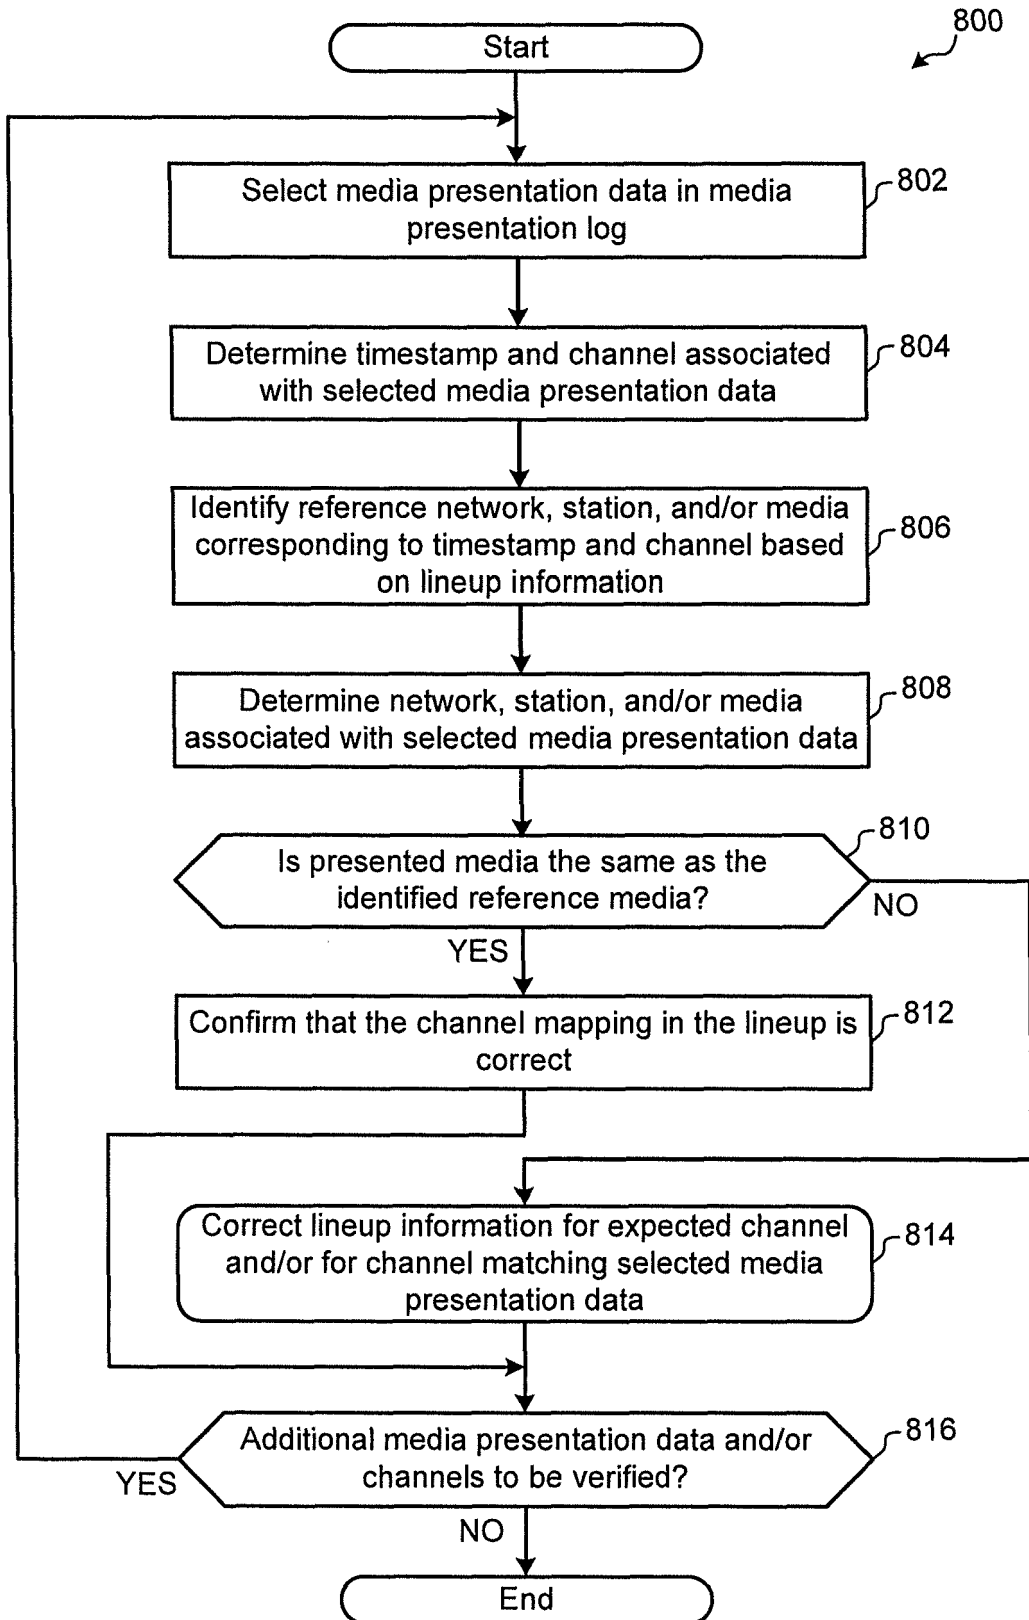 800
Start
Select media presentation data in media
presentation log
802
Determine timestamp and channel associated
with selected media presentation data
804
Identify reference network, station, and/or media
corresponding to timestamp and channel based
on lineup information
806
Determine network, station, and/or media
associated with selected media presentation data
808
Is presented media the same as the
identified reference media?
810
NO
YES
Confirm that the channel mapping in the lineup is
correct
812
Correct lineup information for expected channel
and/or for channel matching selected media
presentation data
814
Additional media presentation data and/or
channels to be verified?
816
YES
NO
End